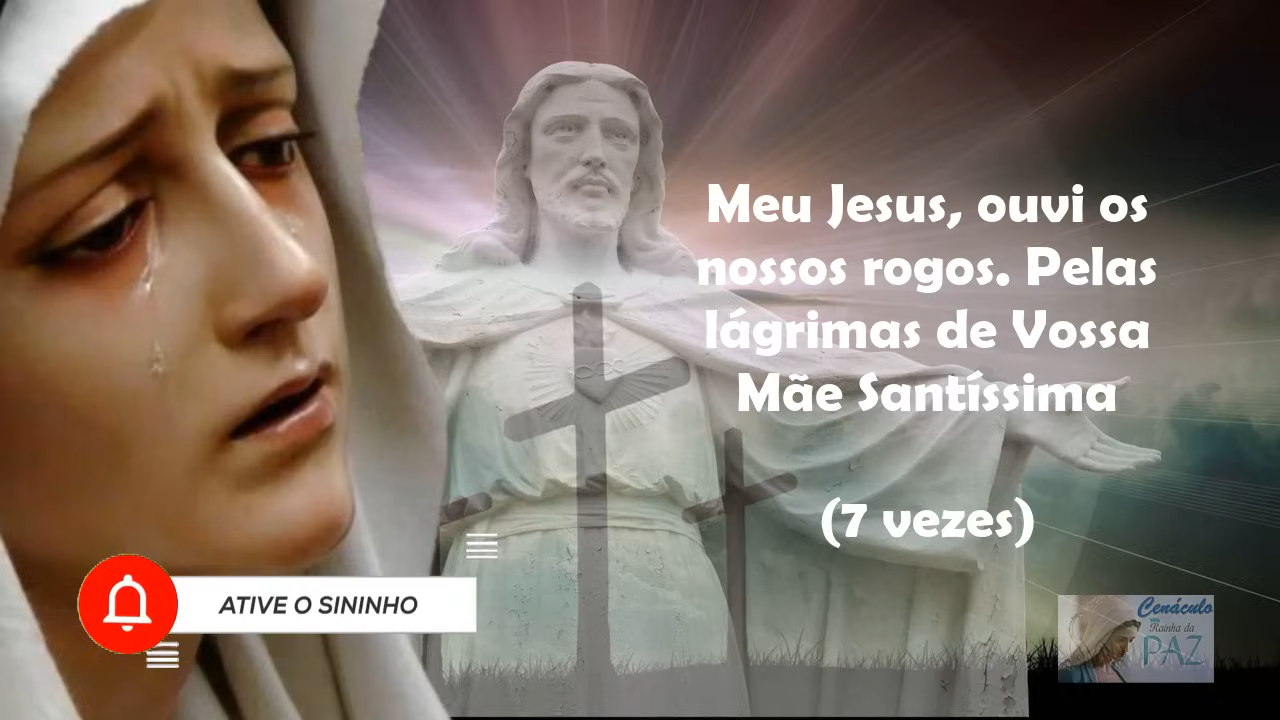 Meu Jesus, ouvi os
nossos rogos. Pelas
lágrimas de Vossa
Mãe Santíssima
(7 vezes)
ATIVE O SININHO
Cenáculo
Rainha da
PAZ